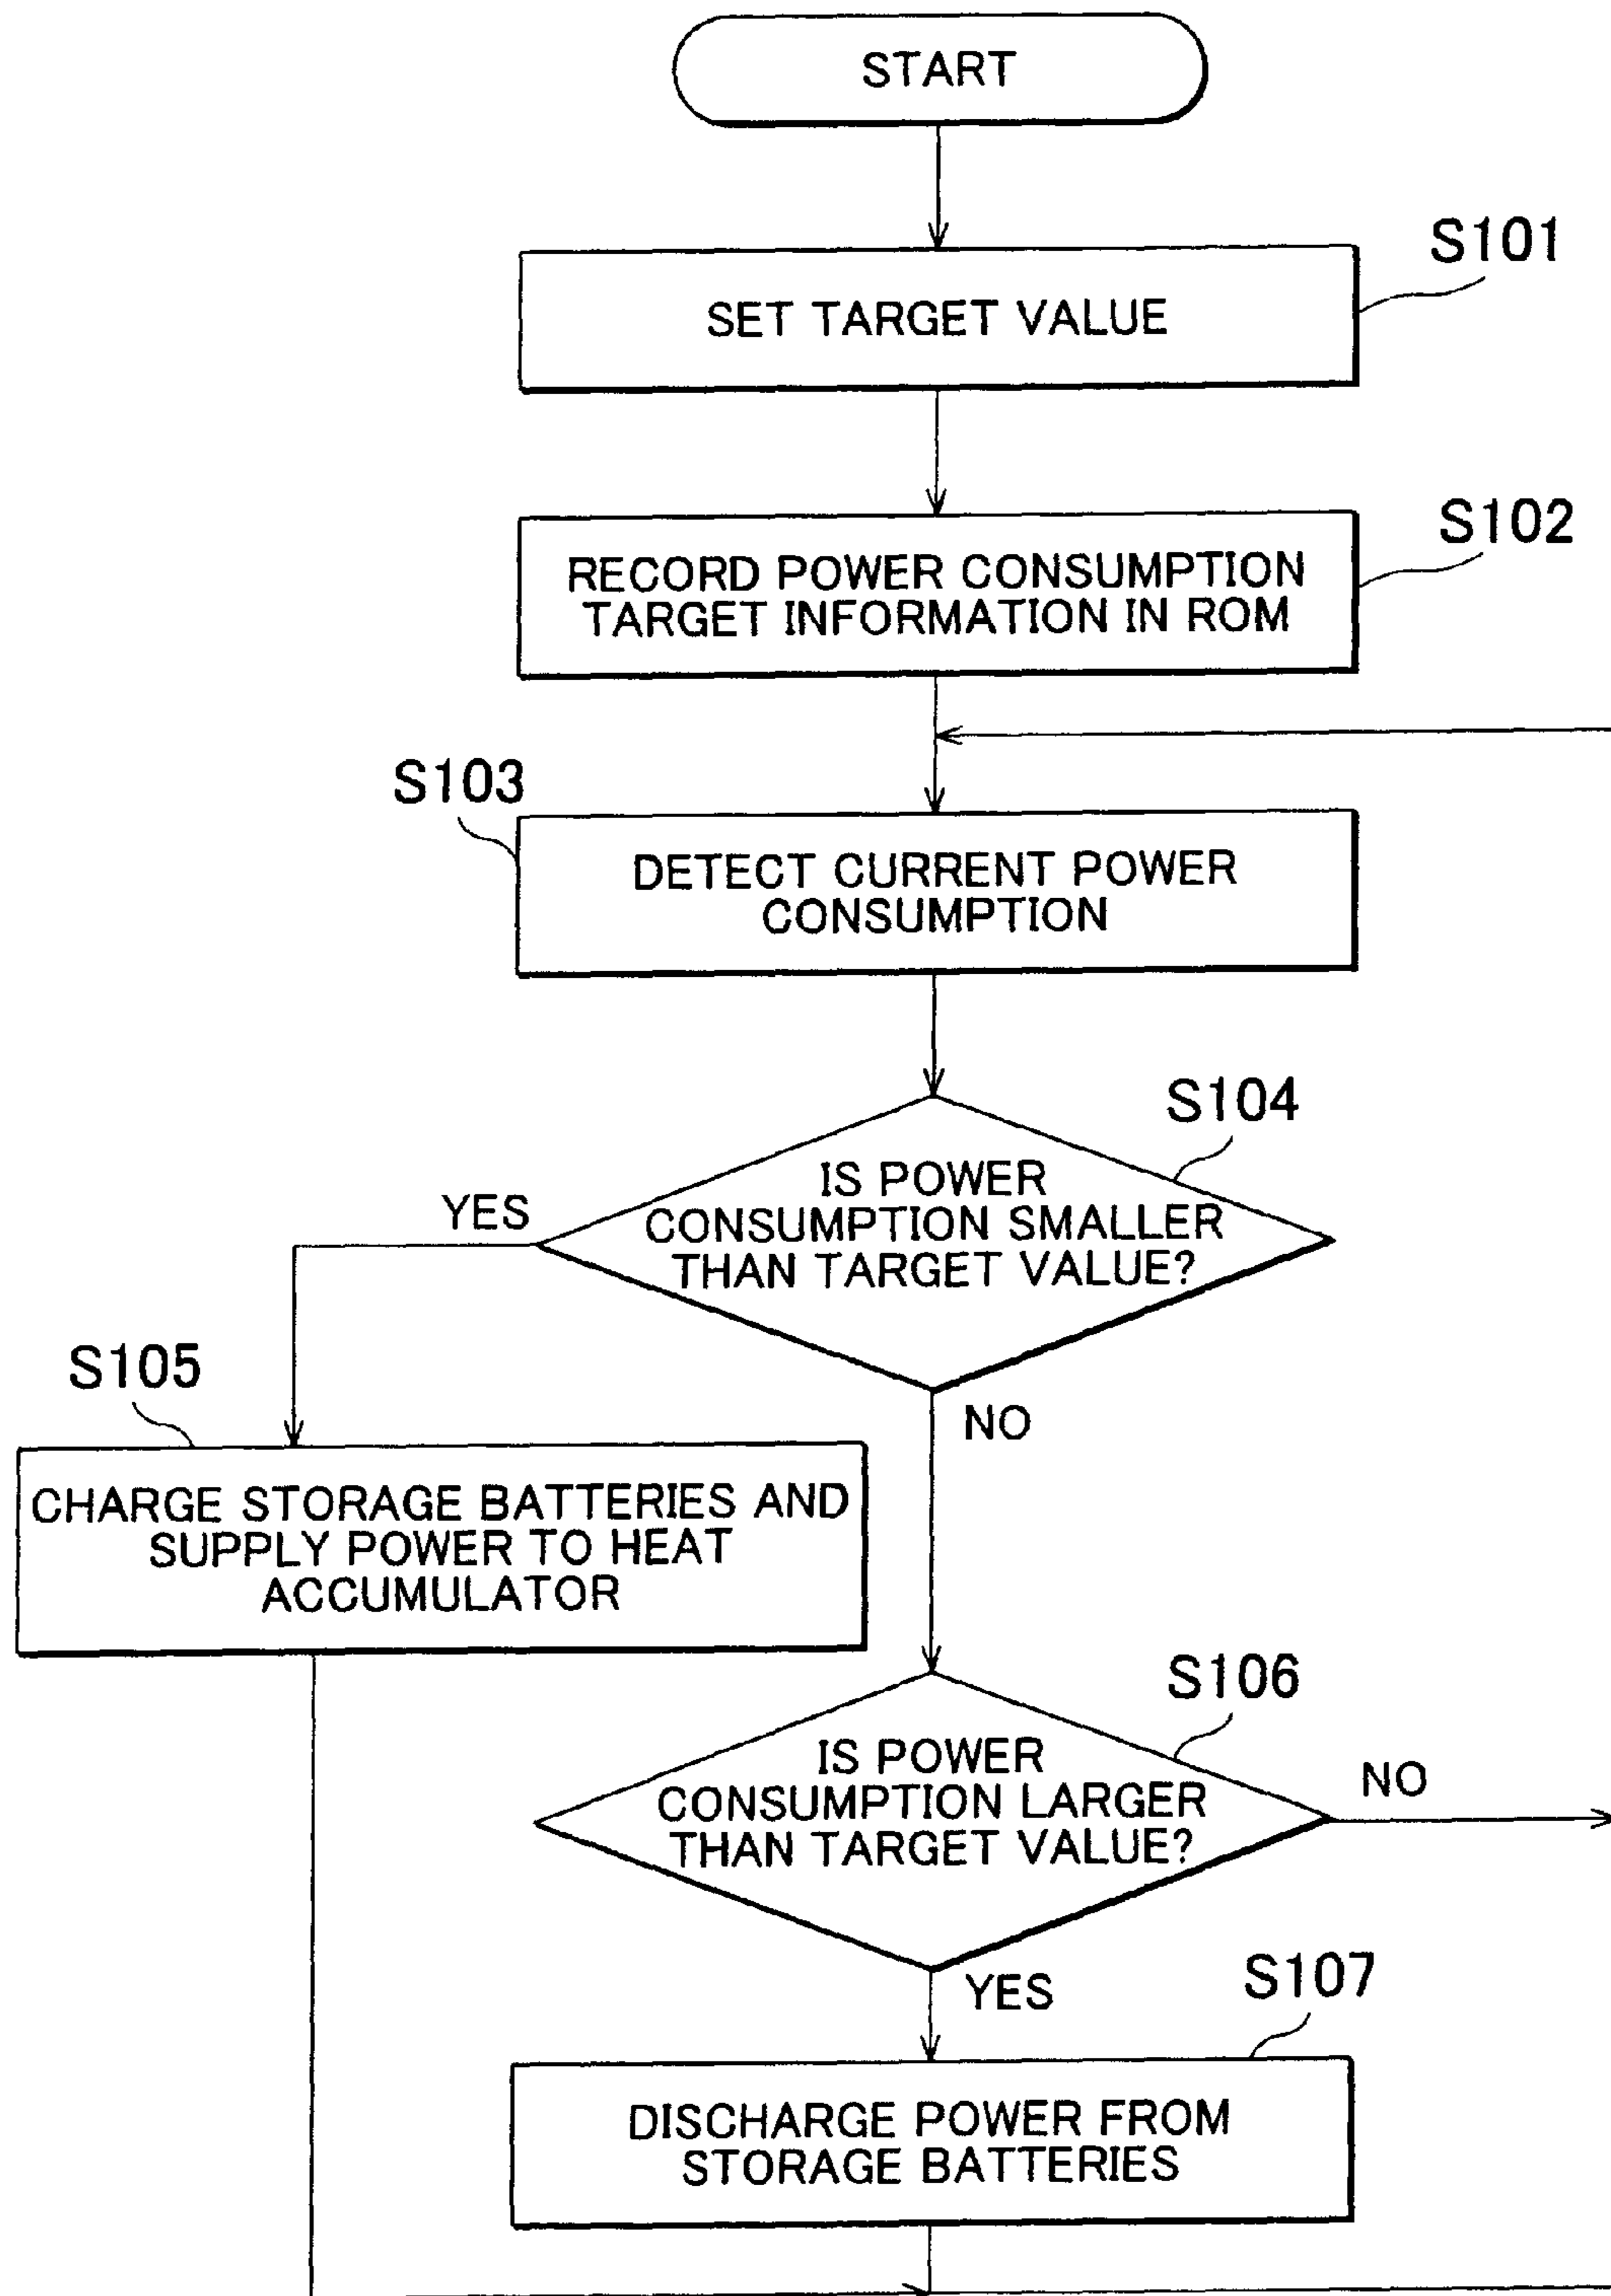 START
S101
SET TARGET VALUE
S102
RECORD POWER CONSUMPTION
TARGET INFORMATION IN ROM
S103
DETECT CURRENT POWER
CONSUMPTION
S104
IS POWER
CONSUMPTION SMALLER
THAN TARGET VALUE?
YES
NO
S105
CHARGE STORAGE BATTERIES AND
SUPPLY POWER TO HEAT
ACCUMULATOR
S106
IS POWER
CONSUMPTION LARGER
THAN TARGET VALUE?
NO
YES
S107
DISCHARGE POWER FROM
STORAGE BATTERIES